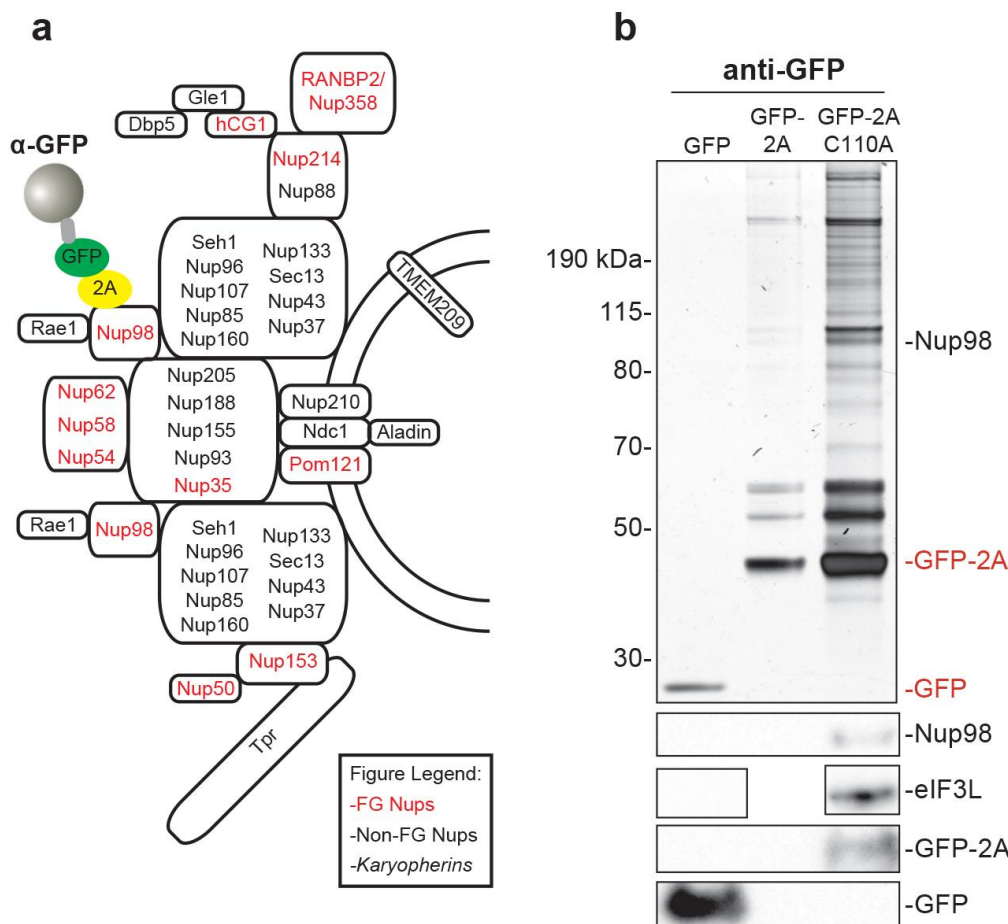 a
RANBP2/
Nup358
Gle1
Dbp5
hCG1
α-GFP
Nup214
Nup88
GFP
2A
Seh1
Nup96
Nup107
Nup85
Nup160
Nup133
Sec13
Nup43
Nup37
TMEM209
Rae1
Nup98
Nup62
Nup58
Nup54
Nup205
Nup188
Nup155
Nup93
Nup35
Nup210
Ndc1
Aladin
Pom121
Rae1
Nup98
Seh1
Nup96
Nup107
Nup85
Nup160
Nup133
Sec13
Nup43
Nup37
Nup153
Nup50
Tpr
Figure Legend:
-FG Nups
-Non-FG Nups
-Karyopherins
b
anti-GFP
GFP
GFP-
2A
GFP-2A
C110A
190 kDa-
115-
80-
70-
50-
30-
-Nup98
-GFP-2A
-GFP
-Nup98
-eIF3L
-GFP-2A
-GFP